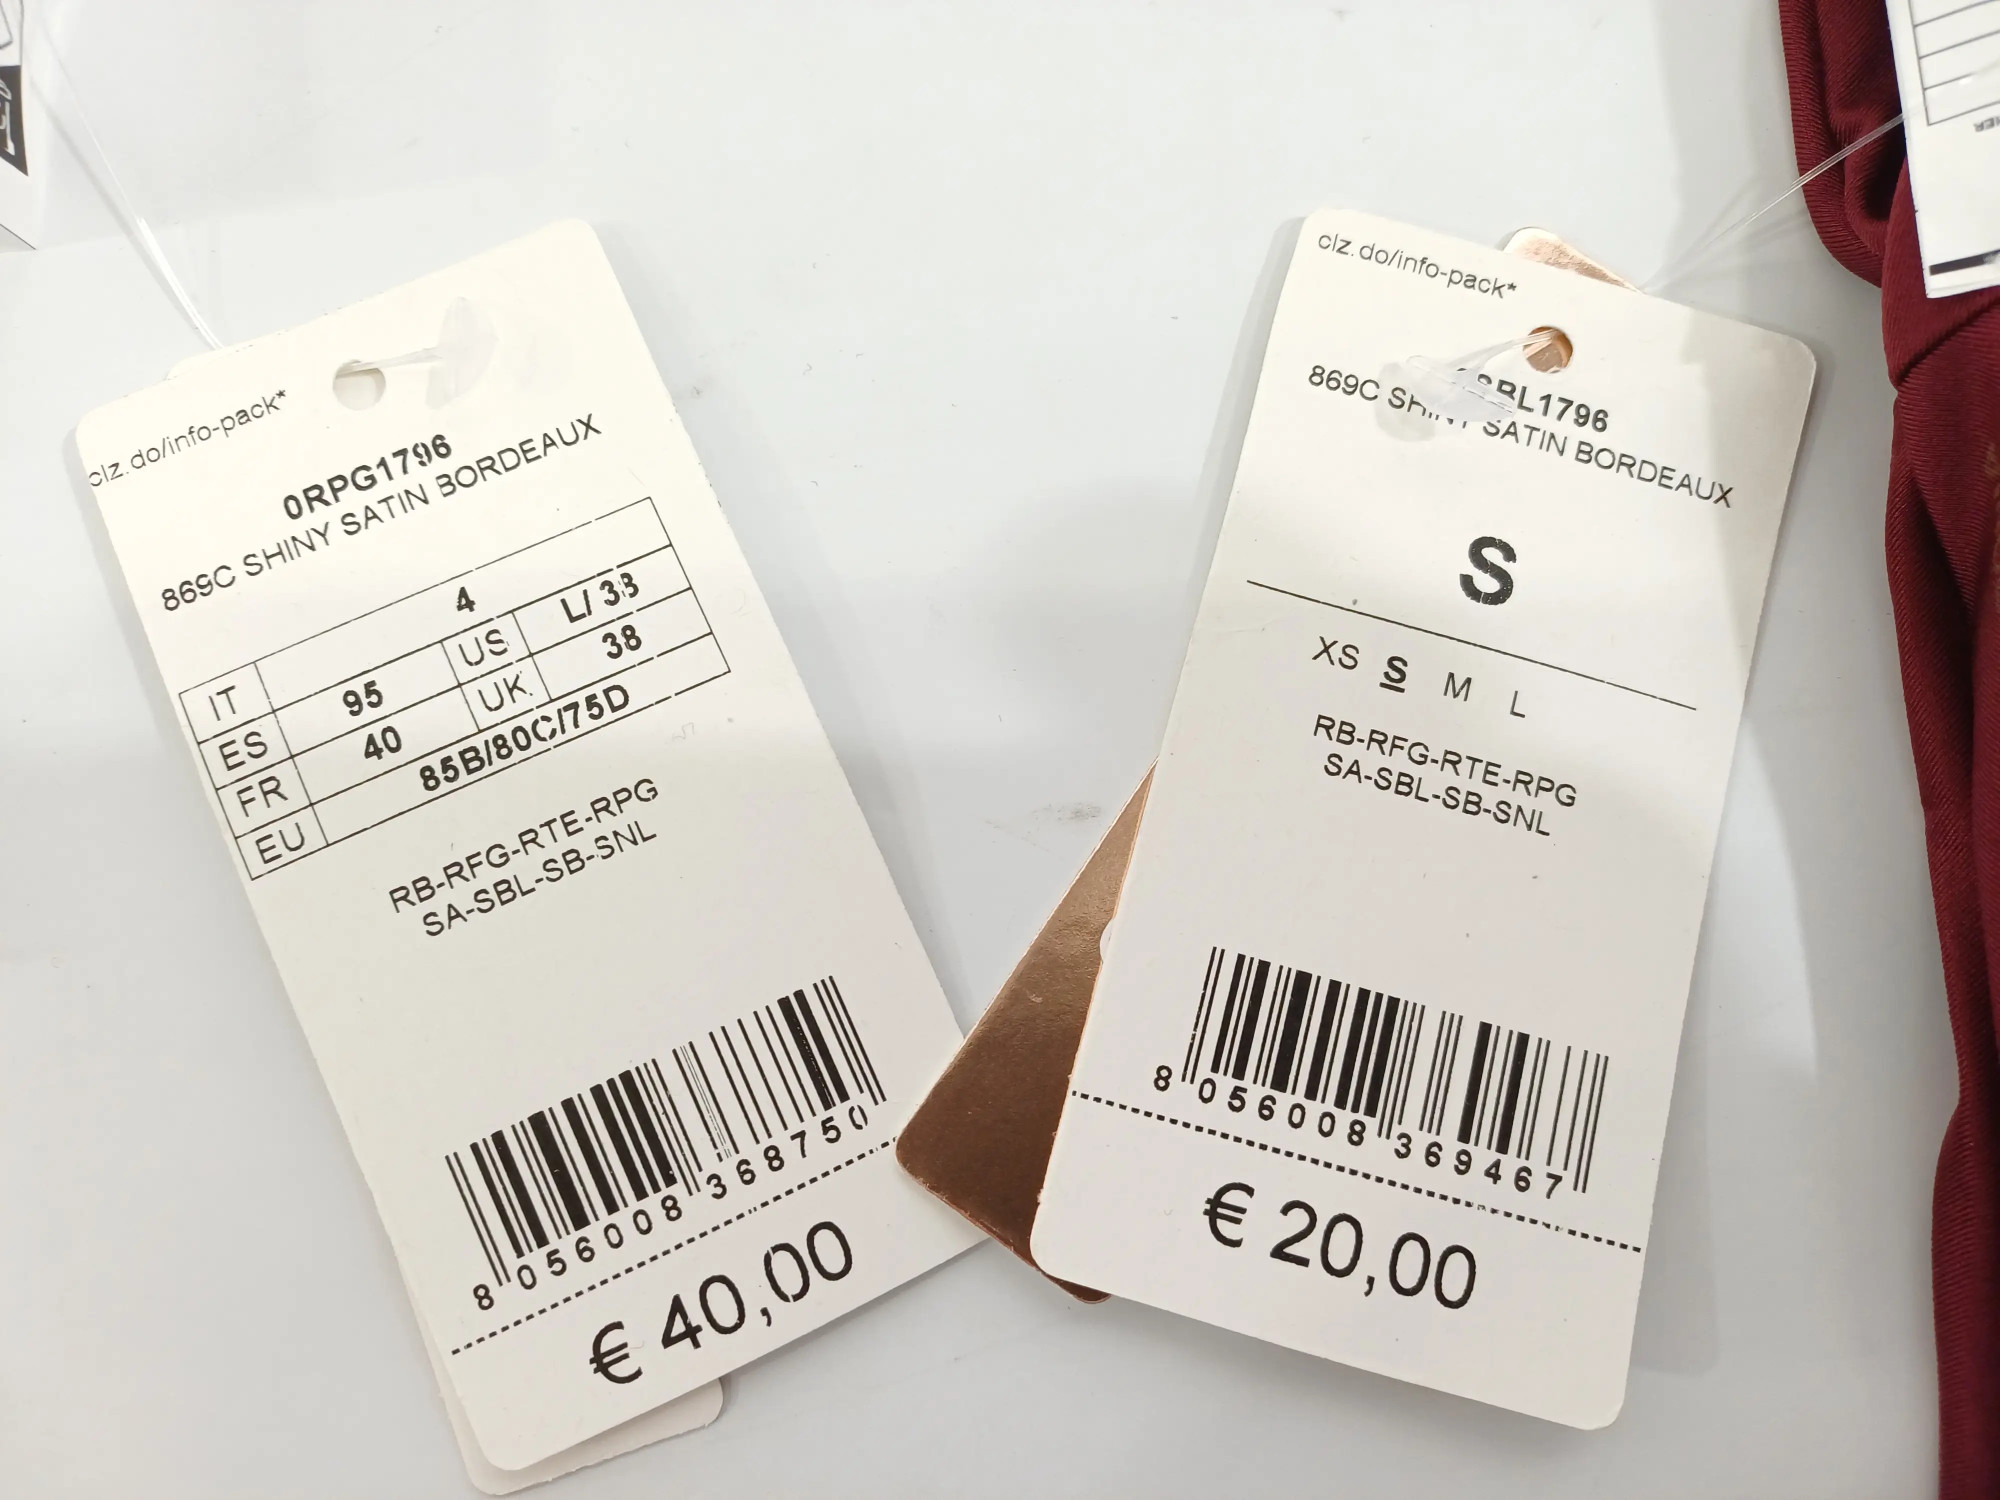 clz.do/info-pack*
0RPG1796
869C SHINY SATIN BORDEAUX
IT 4
ES 95 US L/ 38
FR 40 UK 38
EU 85B/80C/75D
RB-RFG-RTE-RPG
SA-SBL-SB-SNL
8 056008 368750
€ 40,00
clz.do/info-pack*
869C SHINY SATIN BORDEAUX
S
XS S M L
RB-RFG-RTE-RPG
SA-SBL-SB-SNL
8 056008 369467
€ 20,00